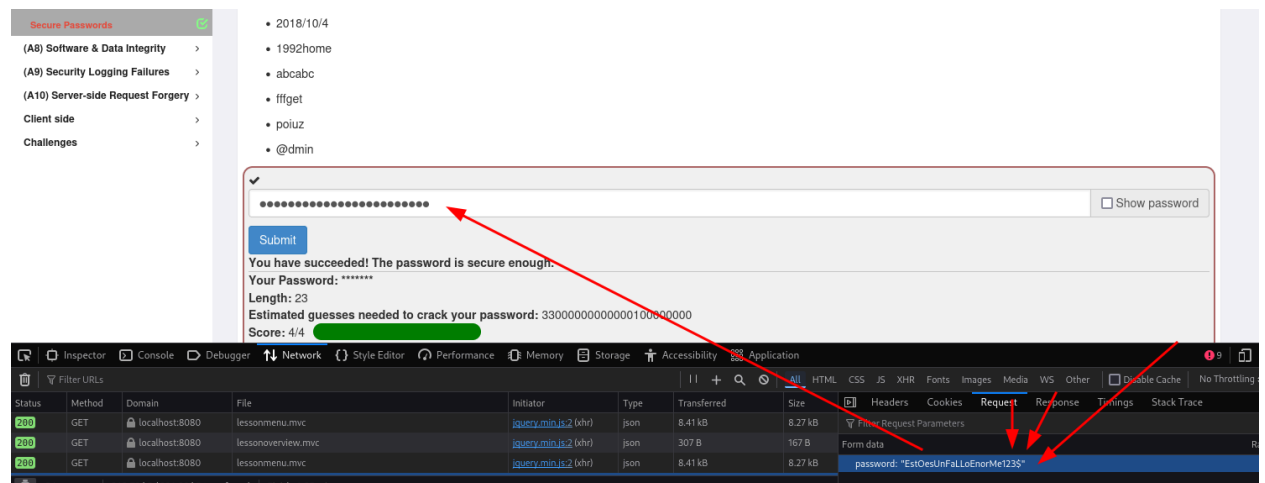 Secure Passwords
(A8) Software & Data Integrity
(A9) Security Logging Failures
(A10) Server-side Request Forgery
Client side
Challenges
2018/10/4
1992home
abcabc
fffget
poiuz
@dmin
Show password
Submit
You have succeeded! The password is secure enough.
Your Password: *******
Length: 23
Estimated guesses needed to crack your password: 33000000000000100000000
Score: 4/4
Inspector Console Debugger Network Style Editor Performance Memory Storage Accessibility Application 9
Filter URLs All HTML CSS JS XHR Fonts Images Media WS Other Disable Cache No Throttling
Status Method Domain File Initiator Type Transferred Size Headers Cookies Request Response Timings Stack Trace
200 GET localhost:8080 lessonmenu.mvc jquery.min.js:2 (xhr) json 8.41 kB 8.27 kB Filter Request Parameters
200 GET localhost:8080 lessonoverview.mvc jquery.min.js:2 (xhr) json 307 B 167 B Form data
200 GET localhost:8080 lessonmenu.mvc jquery.min.js:2 (xhr) json 8.41 kB 8.27 kB password: "EstOesUnFaLLoEnorMe123$"